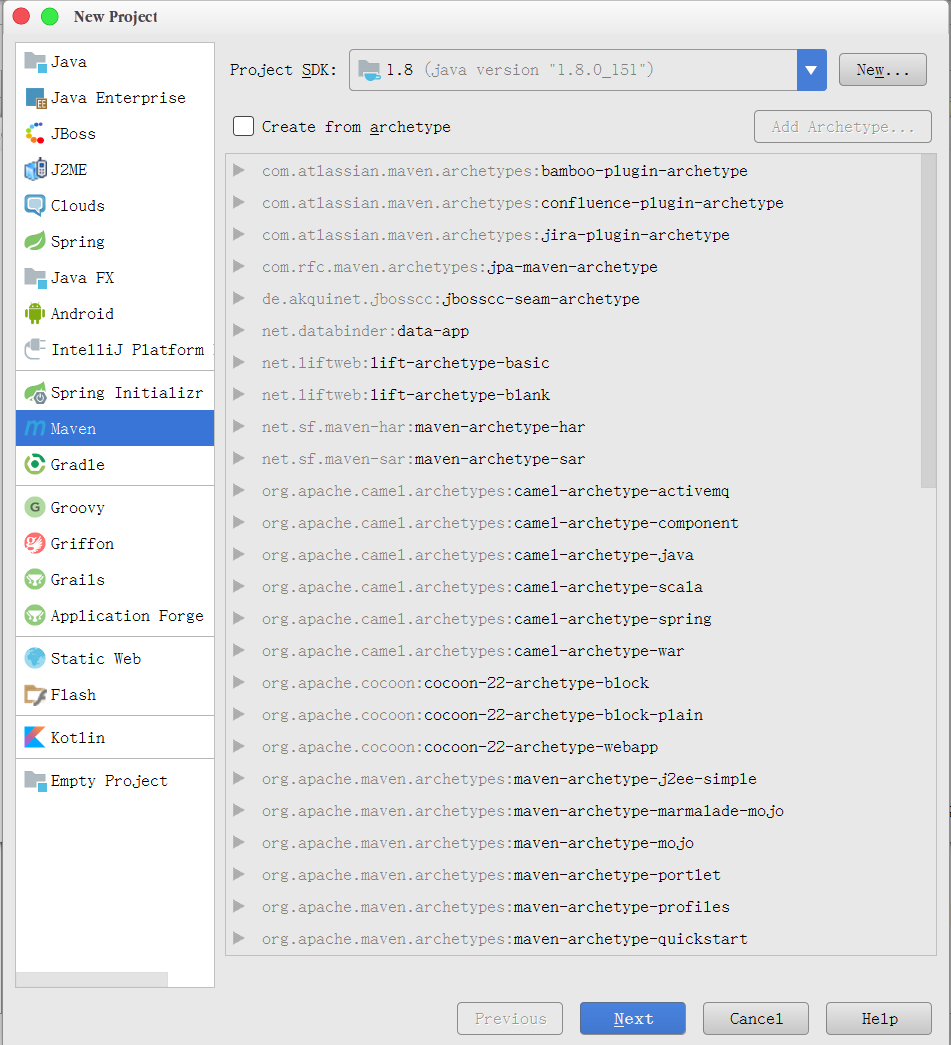 New Project
Java
Java Enterprise
JBoss
J2ME
Clouds
Spring
Java FX
Android
IntelliJ Platform
Spring Initializr
Maven
Gradle
Groovy
Griffon
Grails
Application Forge
Static Web
Flash
Kotlin
Empty Project
Project SDK: 1.8 (java version "1.8.0_151") New...
Create from archetype Add Archetype...
com.atlassian.maven.archetypes:bamboo-plugin-archetype
com.atlassian.maven.archetypes:confluence-plugin-archetype
com.atlassian.maven.archetypes:jira-plugin-archetype
com.rfc.maven.archetypes:jpa-maven-archetype
de.akquinet.jbosscc:jbosscc-seam-archetype
net.databinder:data-app
net.liftweb:lift-archetype-basic
net.liftweb:lift-archetype-blank
net.sf.maven-har:maven-archetype-har
net.sf.maven-sar:maven-archetype-sar
org.apache.camel.archetypes:camel-archetype-activemq
org.apache.camel.archetypes:camel-archetype-component
org.apache.camel.archetypes:camel-archetype-java
org.apache.camel.archetypes:camel-archetype-scala
org.apache.camel.archetypes:camel-archetype-spring
org.apache.camel.archetypes:camel-archetype-war
org.apache.cocoon:cocoon-22-archetype-block
org.apache.cocoon:cocoon-22-archetype-block-plain
org.apache.cocoon:cocoon-22-archetype-webapp
org.apache.maven.archetypes:maven-archetype-j2ee-simple
org.apache.maven.archetypes:maven-archetype-marmalade-mojo
org.apache.maven.archetypes:maven-archetype-mojo
org.apache.maven.archetypes:maven-archetype-portlet
org.apache.maven.archetypes:maven-archetype-profiles
org.apache.maven.archetypes:maven-archetype-quickstart
Previous Next Cancel Help